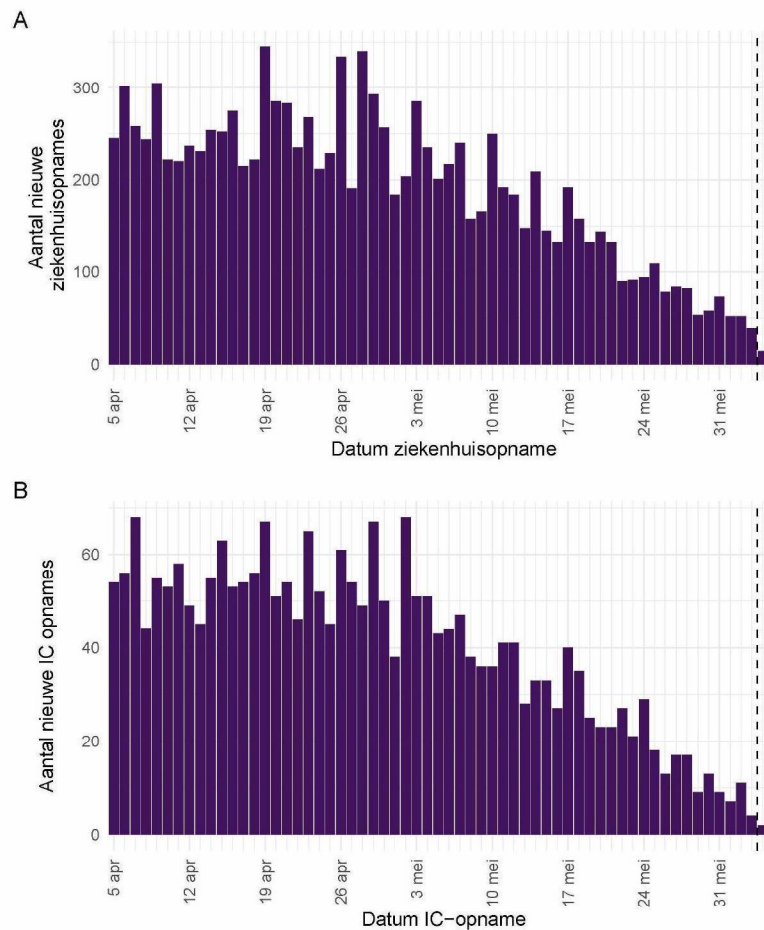 A
Aantal nieuwe
ziekenhuisopnames
300
200
100
0
5 apr
12 apr
19 apr
26 apr
3 mei
10 mei
17 mei
24 mei
31 mei
Datum ziekenhuisopname
B
Aantal nieuwe IC opnames
60
40
20
0
5 apr
12 apr
19 apr
26 apr
3 mei
10 mei
17 mei
24 mei
31 mei
Datum IC-opname